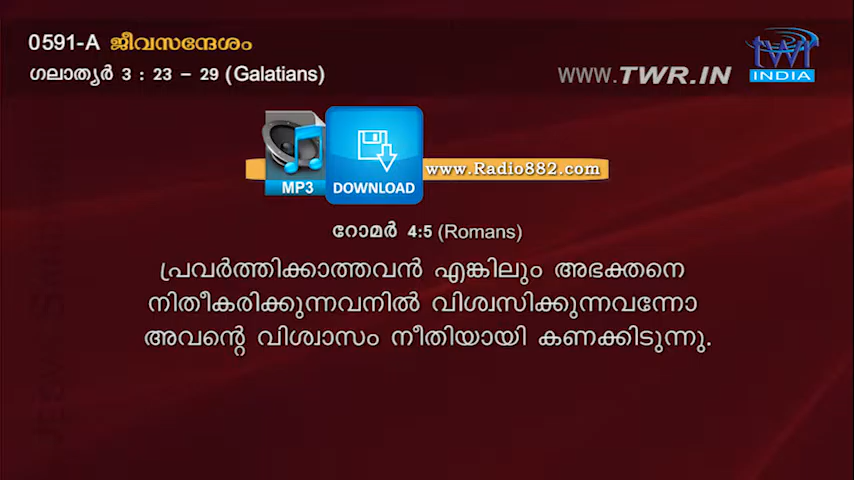 0591-A ജീവസന്ദേശം
ഗലാത്യർ 3 : 23 - 29 (Galatians)
twr
INDIA
WWW.TWR.IN
MP3
DOWNLOAD
www.Radio882.com
റോമർ 4:5 (Romans)
പ്രവർത്തിക്കാത്തവൻ എങ്കിലും അഭക്തനെ
നിതീകരിക്കുന്നവനിൽ വിശ്വസിക്കുന്നവന്നോ
അവന്റെ വിശ്വാസം നീതിയായി കണക്കിടുന്നു.